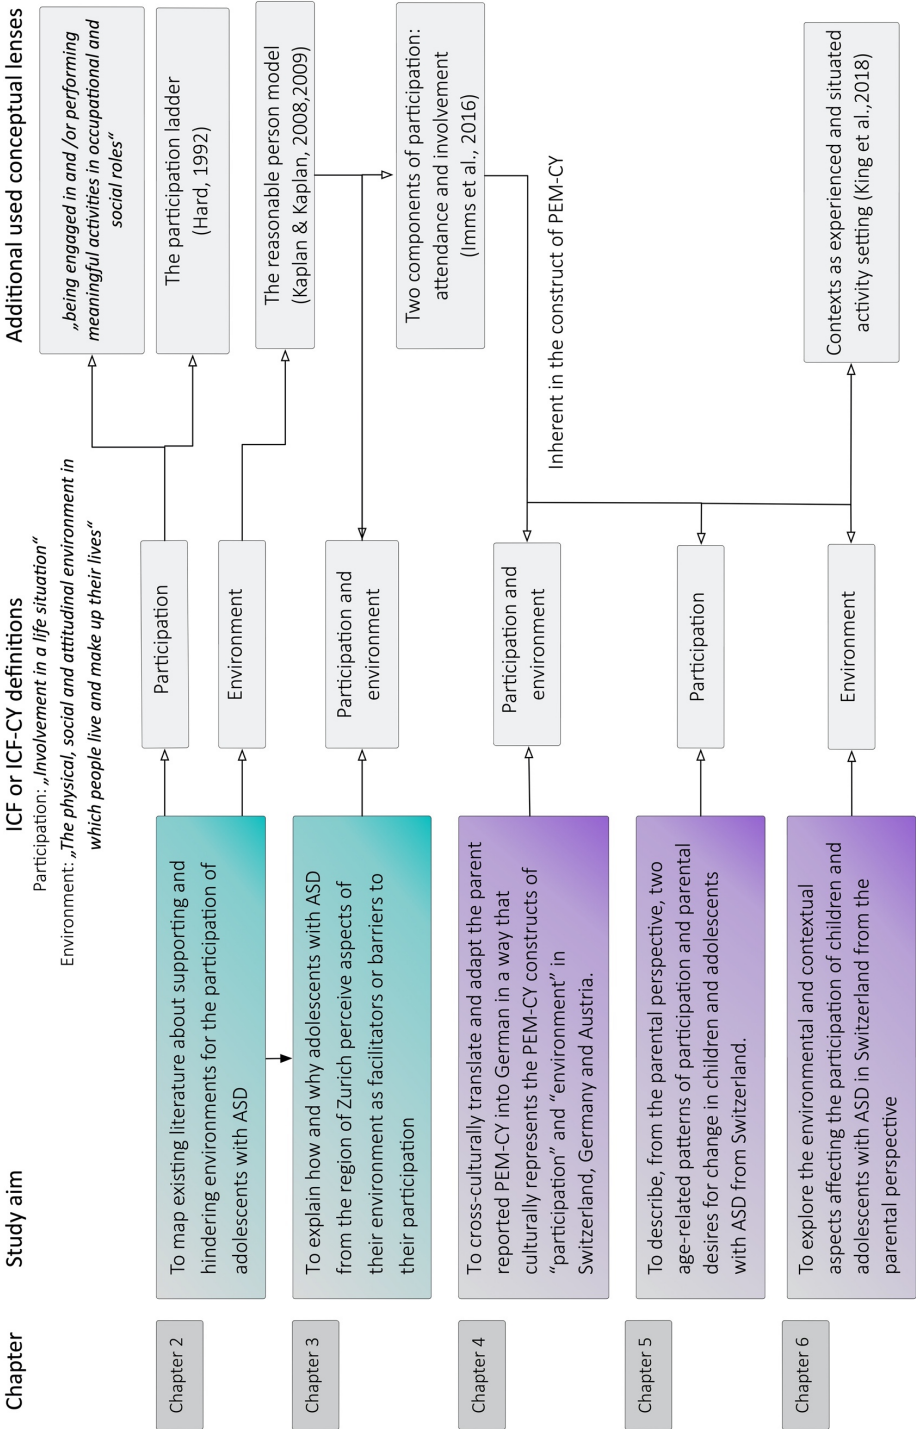 Chapter
Study aim
ICF or ICF-CY definitions
Participation: „Involvement in a life situation“
Environment: „The physical, social and attitudinal environment in
which people live and make up their lives“
Additional used conceptual lenses
Chapter 2
To map existing literature about supporting and
hindering environments for the participation of
adolescents with ASD
Participation
Environment
„being engaged in and /or performing
meaningful activities in occupational and
social roles“
The participation ladder
(Hard, 1992)
The reasonable person model
(Kaplan & Kaplan, 2008,2009)
Chapter 3
To explain how and why adolescents with ASD
from the region of Zurich perceive aspects of
their environment as facilitators or barriers to
their participation
Participation and
environment
Two components of participation:
attendance and involvement
(Imms et al., 2016)
Chapter 4
To cross-culturally translate and adapt the parent
reported PEM-CY into German in a way that
culturally represents the PEM-CY constructs of
“participation” and “environment” in
Switzerland, Germany and Austria.
Participation and
environment
Inherent in the construct of PEM-CY
Chapter 5
To describe, from the parental perspective, two
age-related patterns of participation and parental
desires for change in children and adolescents
with ASD from Switzerland.
Participation
Chapter 6
To explore the environmental and contextual
aspects affecting the participation of children and
adolescents with ASD in Switzerland from the
parental perspective
Environment
Contexts as experienced and situated
activity setting (King et al.,2018)